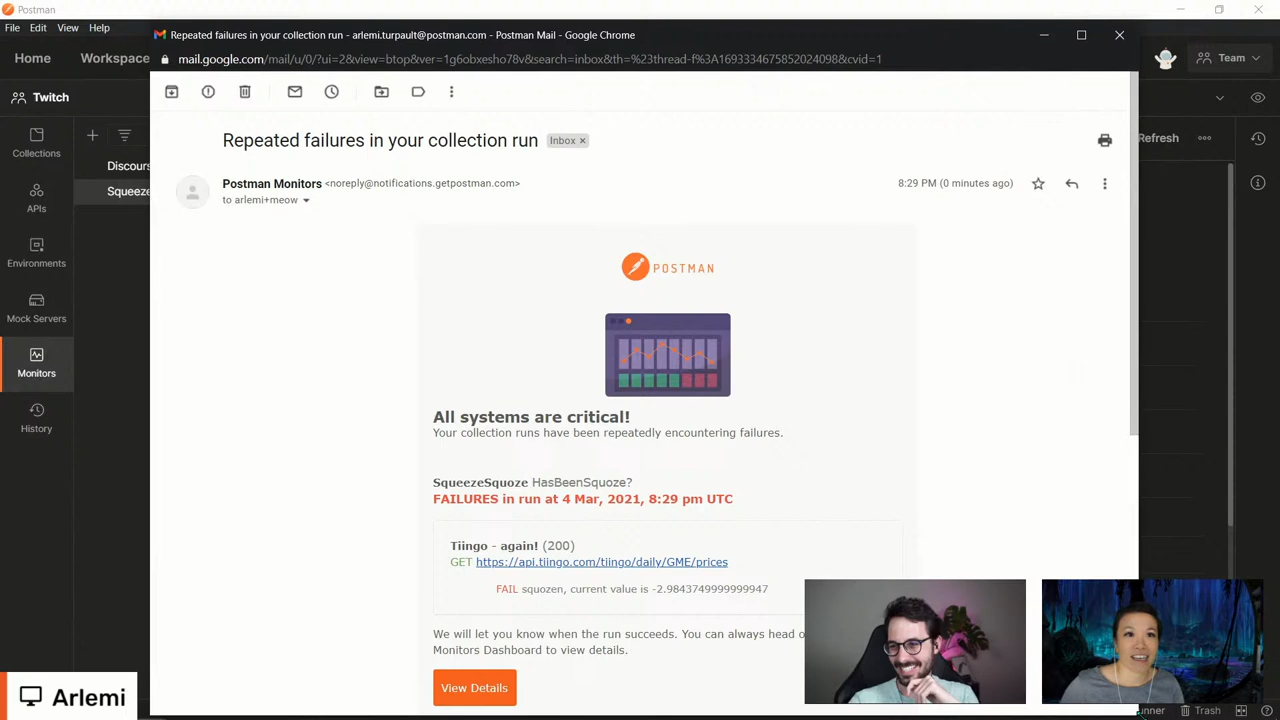 Postman
File Edit View Help
Repeated failures in your collection run - arlemi.turpault@postman.com - Postman Mail - Google Chrome
Home Workspace
mail.google.com/mail/u/0/?ui=2&view=btop&ver=1g6obxesho78v&search=inbox&th=%23thread-f%3A1693334675852024098&cvid=1
Team
Twitch
Refresh
Collections
APIs
Environments
Mock Servers
Monitors
History
Discours
Squeeze
Repeated failures in your collection run Inbox
Postman Monitors <noreply@notifications.getpostman.com>
8:29 PM (0 minutes ago)
to arlemi+meow
POSTMAN
All systems are critical!
Your collection runs have been repeatedly encountering failures.
SqueezeSquoze HasBeenSquoze?
FAILURES in run at 4 Mar, 2021, 8:29 pm UTC
Tiingo - again! (200)
GET https://api.tiingo.com/tiingo/daily/GME/prices
FAIL squozen, current value is -2.9843749999999947
We will let you know when the run succeeds. You can always head o
Monitors Dashboard to view details.
View Details
Arlemi
unner Trash